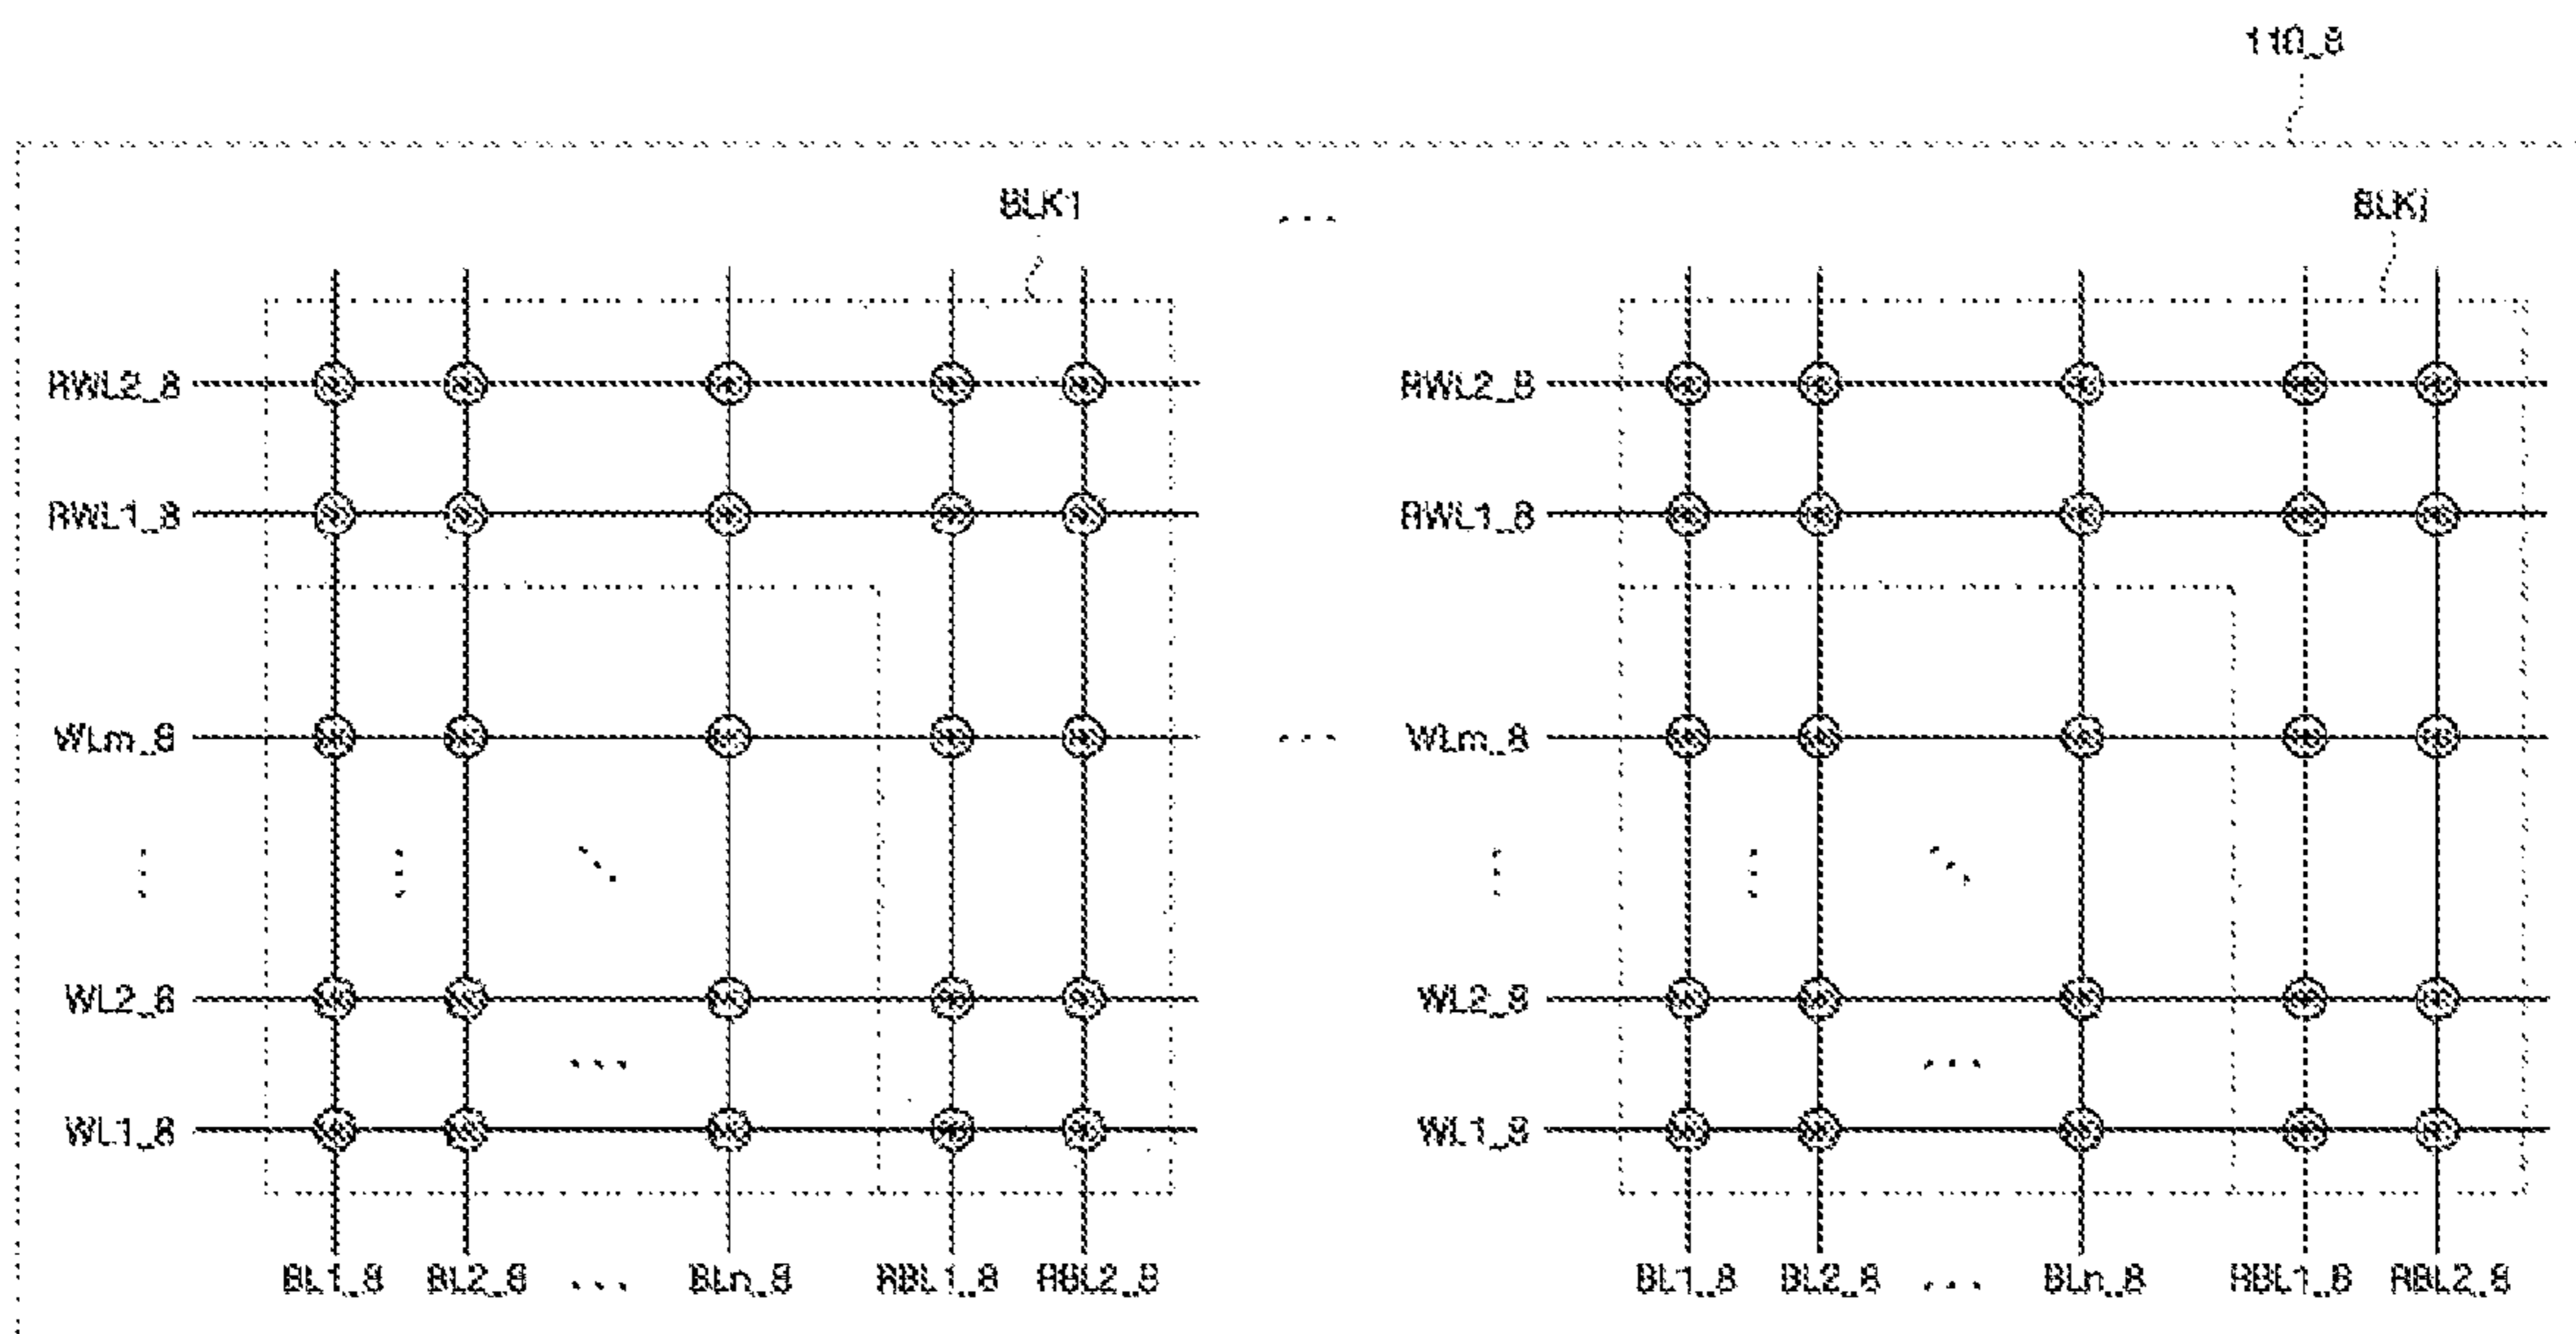 110_8
BLK1 ... BLKj
RWL2_8 RWL2_8
RWL1_8 RWL1_8
WLm_8 ... WLm_8
WL2_8 WL2_8
... ...
WL1_8 WL1_8
BL1_8 BL2_8 ... BLn_8 RBL1_8 RBL2_8 BL1_8 BL2_8 ... BLn_8 RBL1_8 RBL2_8